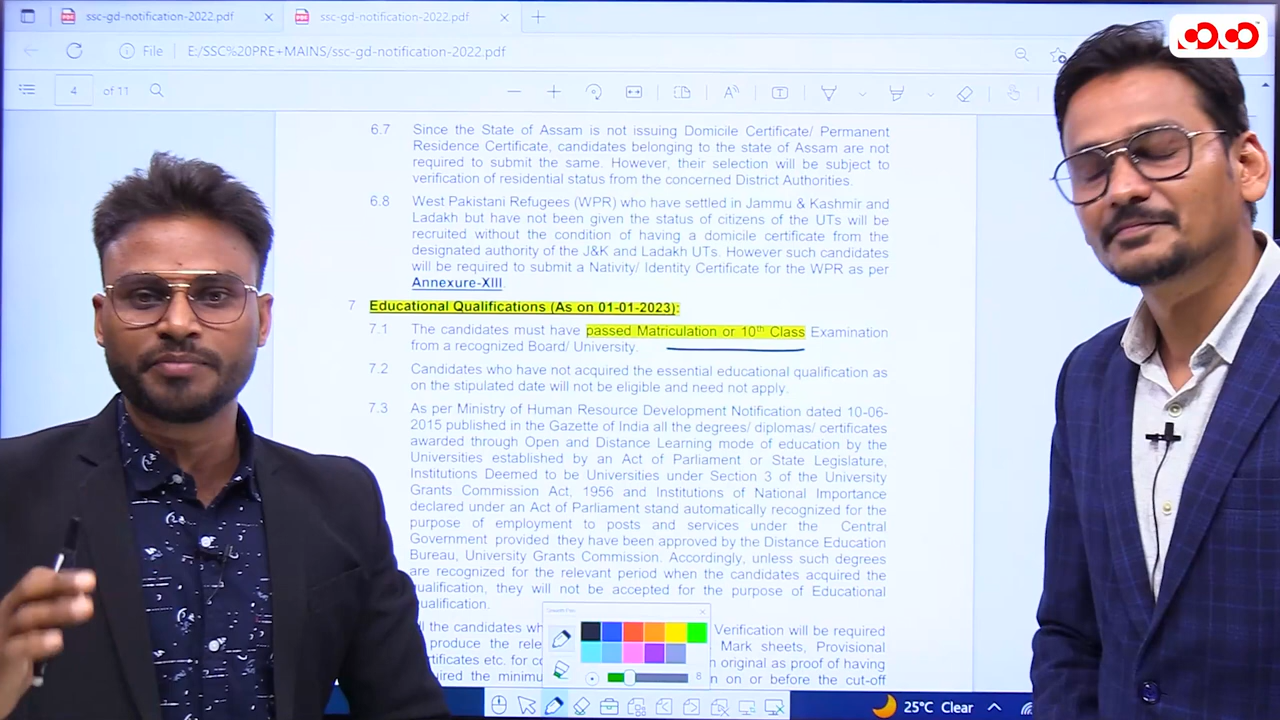 ssc-gd-notification-2022.pdf
ssc-gd-notification-2022.pdf
File E:/SSC%20PRE+MAINS/ssc-gd-notification-2022.pdf
4 of 11
6.7 Since the State of Assam is not issuing Domicile Certificate/ Permanent
Residence Certificate, candidates belonging to the state of Assam are not
required to submit the same. However, their selection will be subject to
verification of residential status from the concerned District Authorities.
6.8 West Pakistani Refugees (WPR) who have settled in Jammu & Kashmir and
Ladakh but have not been given the status of citizens of the UTs will be
recruited without the condition of having a domicile certificate from the
designated authority of the J&K and Ladakh UTs. However such candidates
will be required to submit a Nativity/ Identity Certificate for the WPR as per
Annexure-XIII.
7 Educational Qualifications (As on 01-01-2023):
7.1 The candidates must have passed Matriculation or 10th Class Examination
from a recognized Board/ University.
7.2 Candidates who have not acquired the essential educational qualification as
on the stipulated date will not be eligible and need not apply.
7.3 As per Ministry of Human Resource Development Notification dated 10-06-
2015 published in the Gazette of India all the degrees/ diplomas/ certificates
awarded through Open and Distance Learning mode of education by the
Universities established by an Act of Parliament or State Legislature,
Institutions Deemed to be Universities under Section 3 of the University
Grants Commission Act, 1956 and Institutions of National Importance
declared under an Act of Parliament stand automatically recognized for the
purpose of employment to posts and services under the Central
Government provided they have been approved by the Distance Education
Bureau, University Grants Commission. Accordingly, unless such degrees
are recognized for the relevant period when the candidates acquired the
ualification, they will not be accepted for the purpose of Educational
ualification.
ll the candidates wh Verification will be required
produce the rele Mark sheets, Provisional
rtificates etc. for co n original as proof of having
uired the minimu n on or before the cut-off
8
25°C Clear